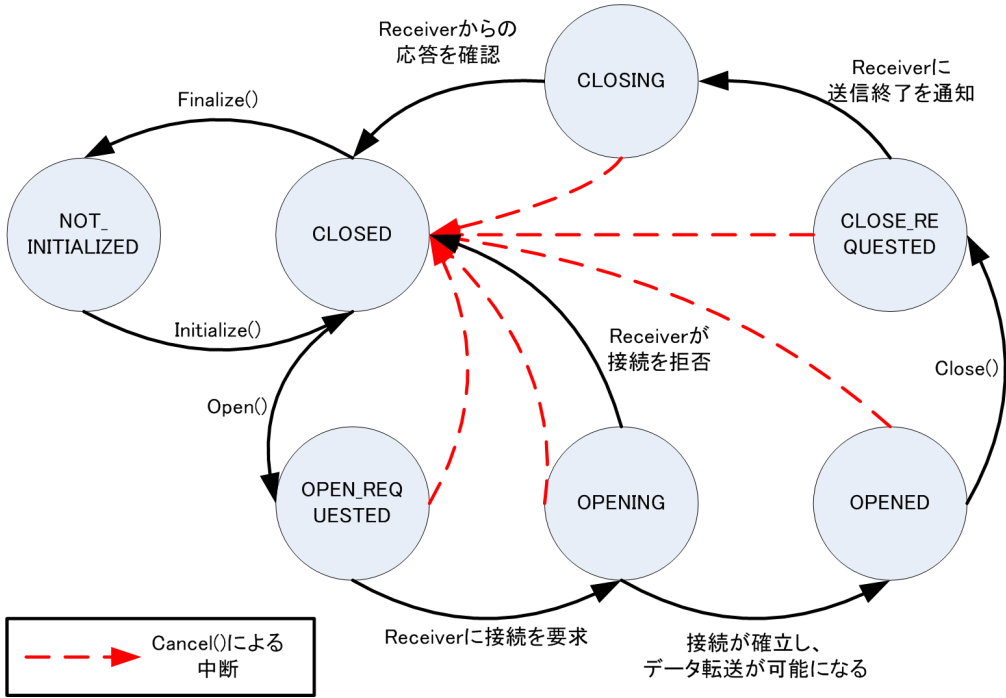 Receiverからの
応答を確認
CLOSING
Receiverに
送信終了を通知
Finalize()
NOT_
INITIALIZED
CLOSED
CLOSE_RE
QUESTED
Initialize()
Receiverが
接続を拒否
Close()
Open()
OPEN_REQ
UESTED
OPENING
OPENED
Receiverに接続を要求
接続が確立し、
データ転送が可能になる
Cancel()による
中断